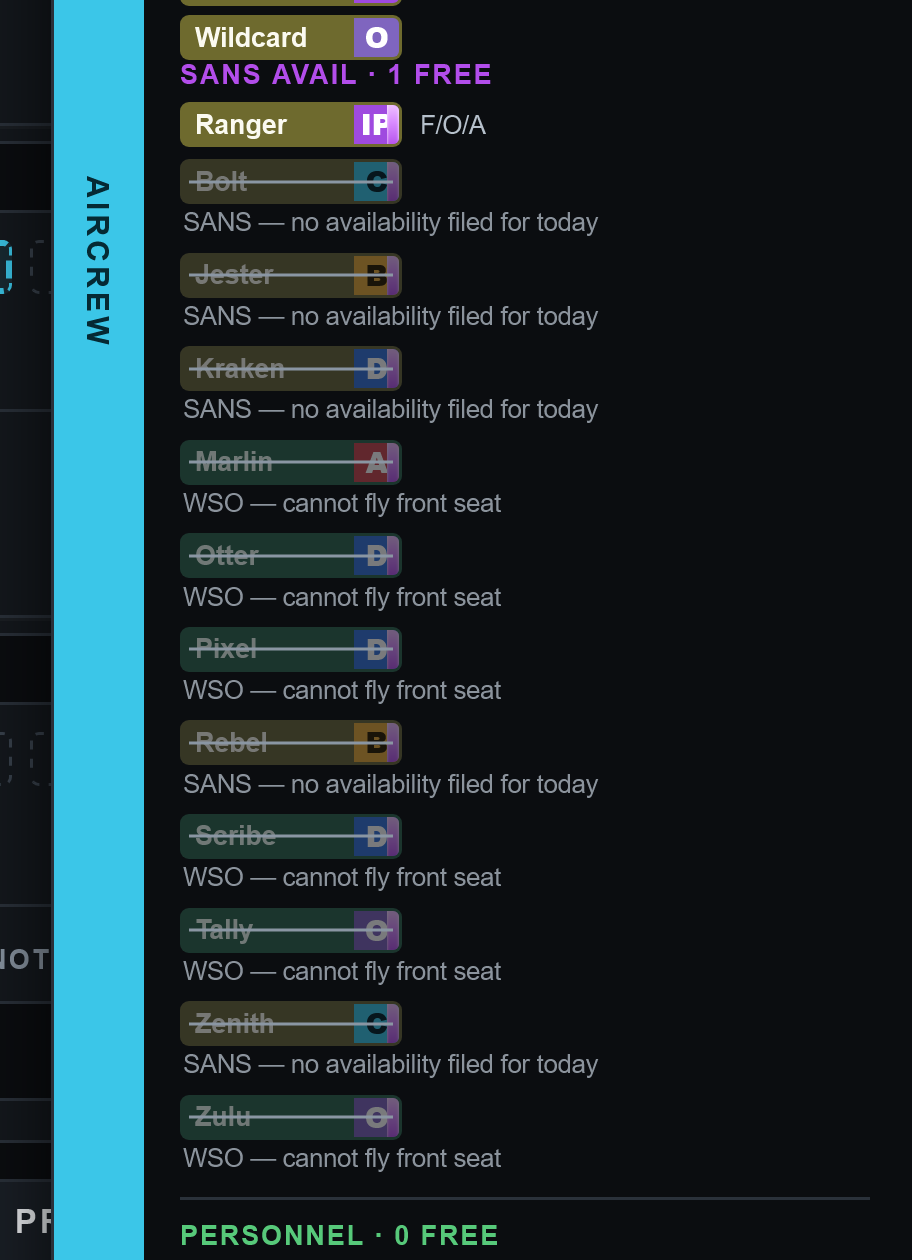 Wildcard O
SANS AVAIL · 1 FREE
Ranger IP F/O/A
Bolt C
SANS — no availability filed for today
Jester B
SANS — no availability filed for today
Kraken D
SANS — no availability filed for today
Marlin A
WSO — cannot fly front seat
Otter D
WSO — cannot fly front seat
Pixel D
WSO — cannot fly front seat
Rebel B
SANS — no availability filed for today
Scribe D
WSO — cannot fly front seat
Tally O
WSO — cannot fly front seat
Zenith C
SANS — no availability filed for today
Zulu O
WSO — cannot fly front seat
PERSONNEL · 0 FREE
AIRCREW
NOT
PR